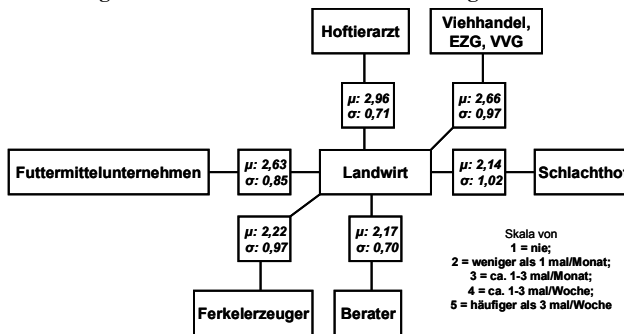 Hoftierarzt
Viehhandel,
EZG, VVG
μ: 2,96
σ: 0,71
μ: 2,66
σ: 0,97
Futtermittelunternehmen
μ: 2,63
σ: 0,85
Landwirt
μ: 2,14
σ: 1,02
Schlachthof
μ: 2,22
σ: 0,97
μ: 2,17
σ: 0,70
Ferkelerzeuger
Berater
Skala von
1 = nie;
2 = weniger als 1 mal/Monat;
3 = ca. 1-3 mal/Monat;
4 = ca. 1-3 mal/Woche;
5 = häufiger als 3 mal/Woche